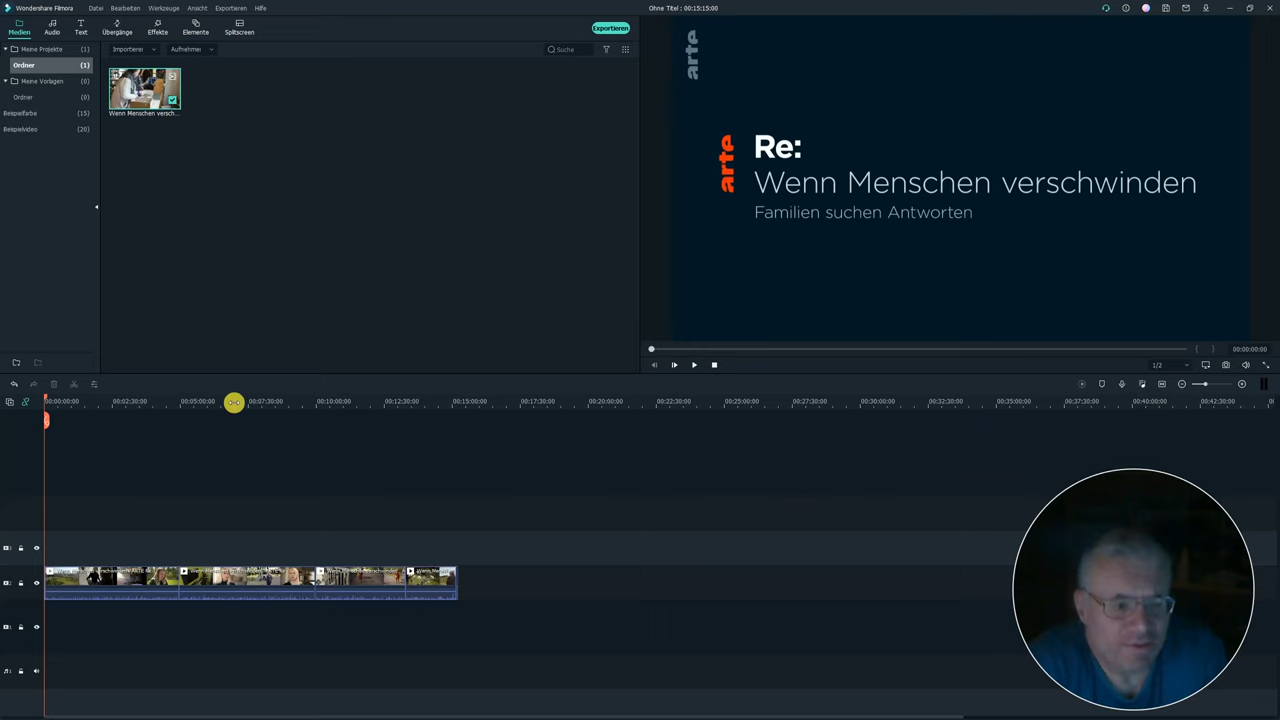 Wondershare Filmora
Datei
Bearbeiten
Werkzeuge
Ansicht
Exportieren
Hilfe
Ohne Titel : 00:15:15:00
Medien
Audio
Text
Übergänge
Effekte
Elemente
Splitscreen
Exportieren
Meine Projekte (1)
Ordner (1)
Meine Vorlagen (0)
Ordner (0)
Beispielfarbe (15)
Beispielvideo (20)
Importieren
Aufnehmen
Suche
Wenn Menschen versch...
arte
arte
Re:
Wenn Menschen verschwinden
Familien suchen Antworten
00:00:00:00
1/2
00:00:00:00
00:02:30:00
00:05:00:00
00:07:30:00
00:10:00:00
00:12:30:00
00:15:00:00
00:17:30:00
00:20:00:00
00:22:30:00
00:25:00:00
00:27:30:00
00:30:00:00
00:32:30:00
00:35:00:00
00:37:30:00
00:40:00:00
00:42:30:00